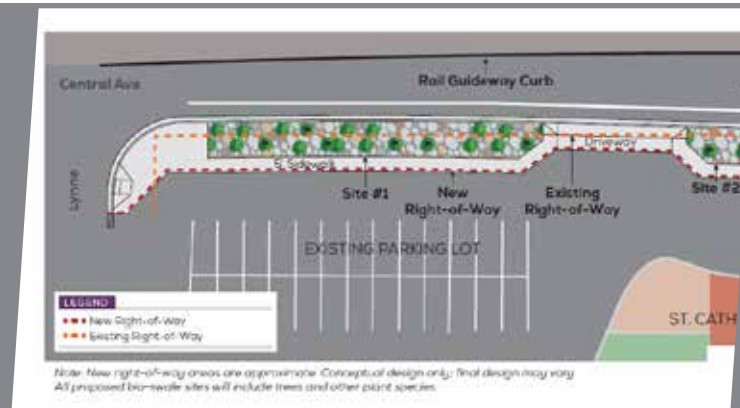 Central Ave
Rail Guideway Curb
Driveway
5' Sidewalk
Lynne
Site #1
New
Right-of-Way
Existing
Right-of-Way
Site #2
EXISTING PARKING LOT
ST. CATH
LEGEND
New Right-of-Way
Existing Right-of-Way
Note: New right-of-way areas are approximate. Conceptual design only; final design may vary.
All proposed bio-swale sites will include trees and other plant species.